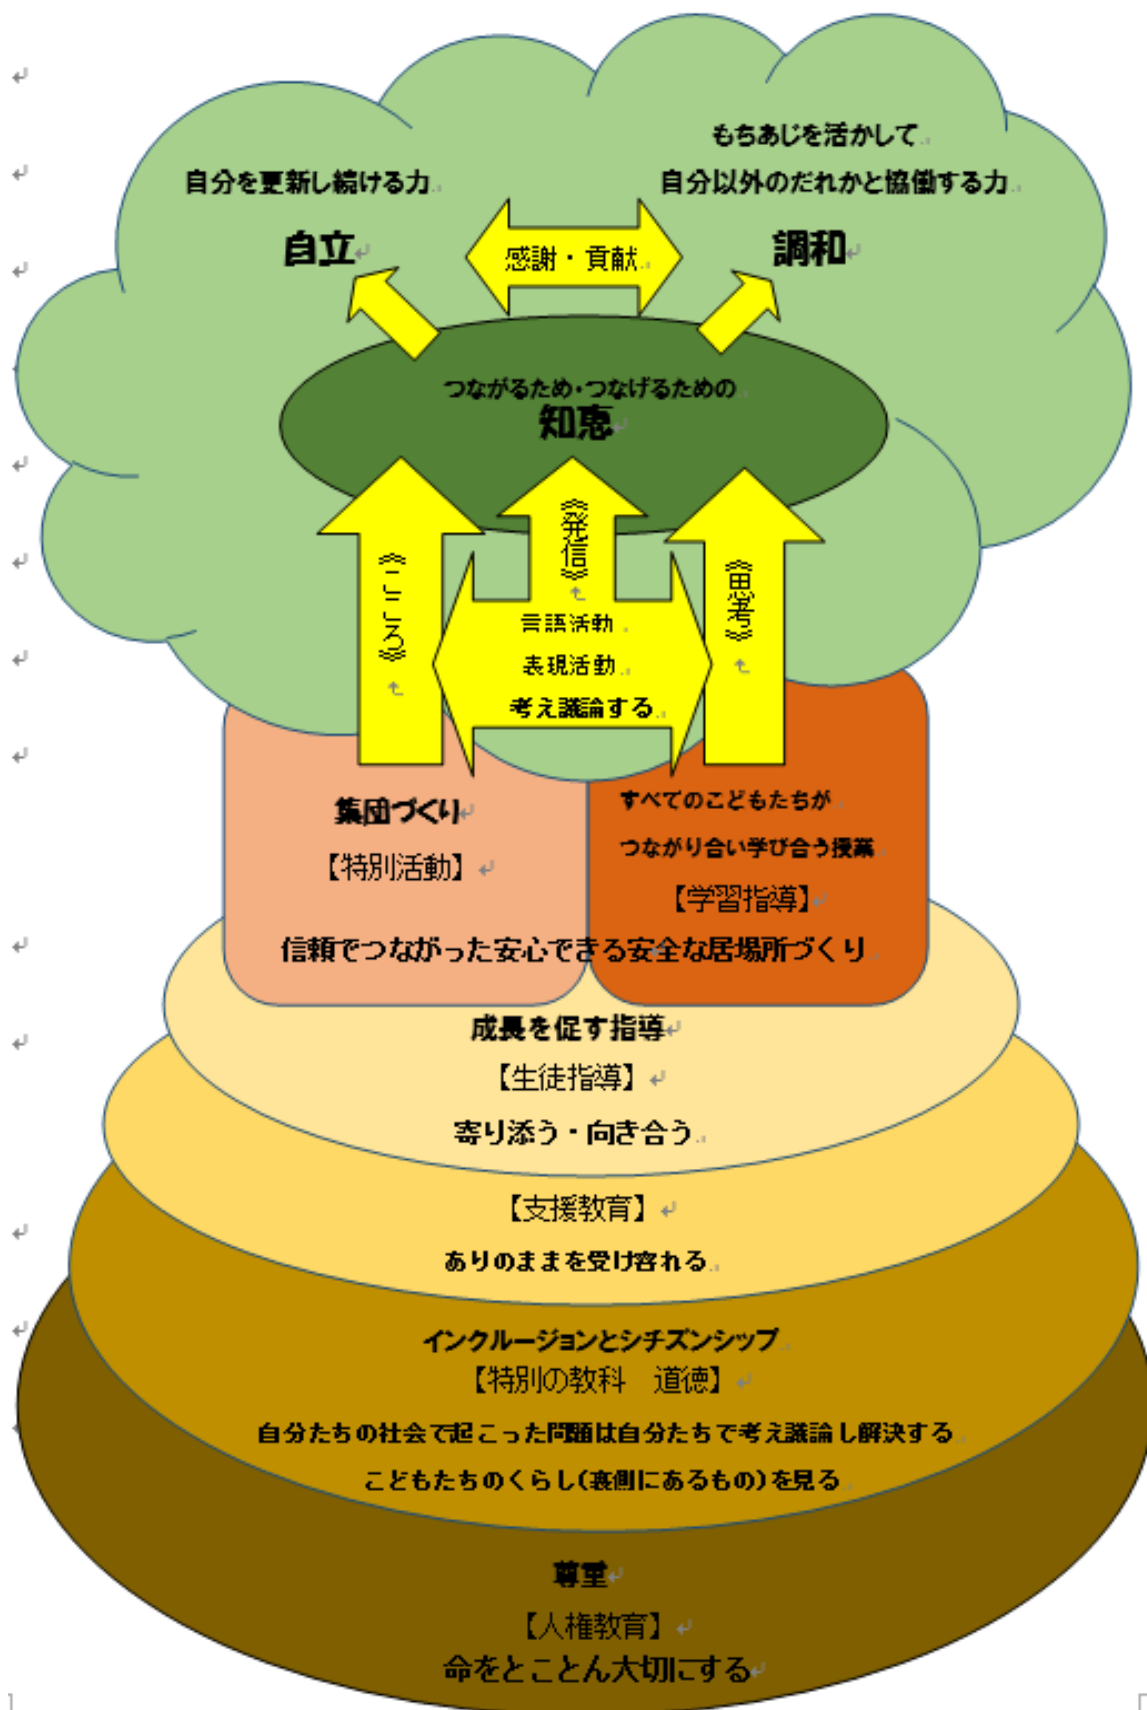 もちあじを活かして
自分を更新し続ける力
自分以外のだれかと協働する力
自立
感謝・貢献
調和
つながるため・つなげるための
知恵
《こころ》
《発信》
《思考》
言語活動
表現活動
考え議論する
集団づくり
【特別活動】
すべてのこどもたちが
つながり合い学び合う授業
【学習指導】
信頼でつながった安心できる安全な居場所づくり
成長を促す指導
【生徒指導】
寄り添う・向き合う
【支援教育】
ありのままを受け容れる
インクルージョンとシチズンシップ
【特別の教科　道徳】
自分たちの社会で起こった問題は自分たちで考え議論し解決する
こどもたちのくらし(裏側にあるもの)を見る
尊重
【人権教育】
命をとことん大切にする